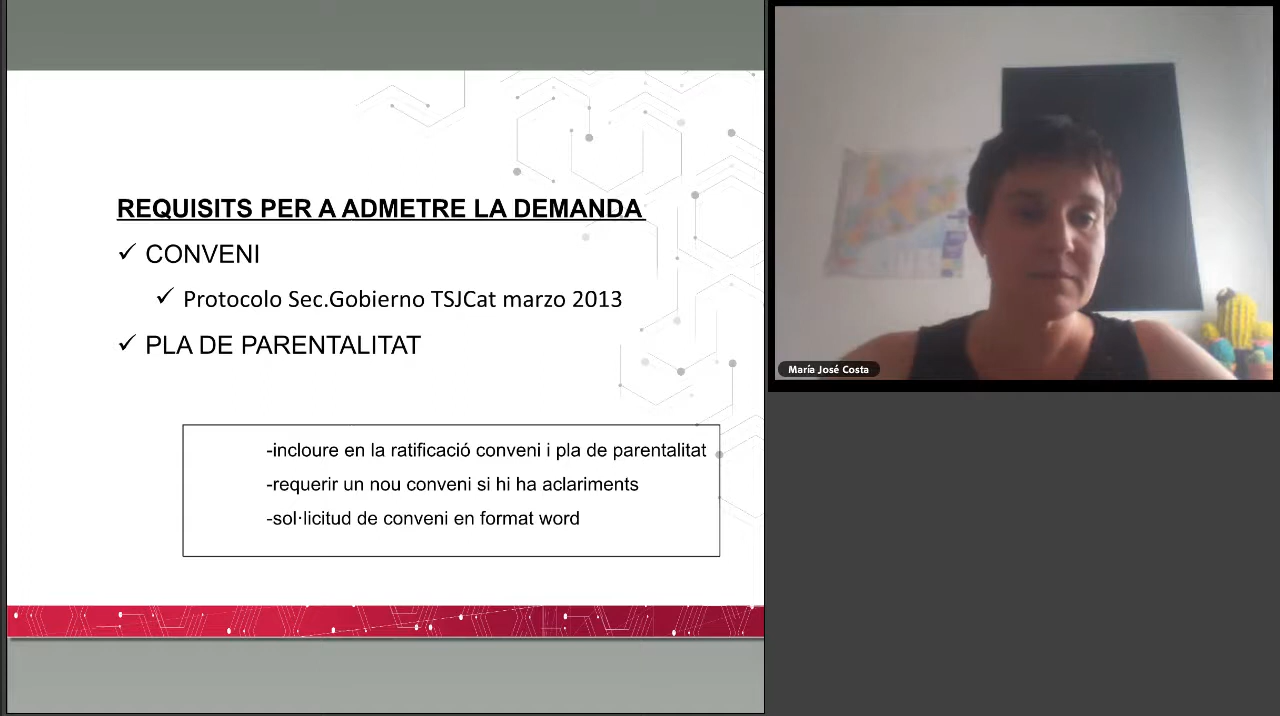 REQUISITS PER A ADMETRE LA DEMANDA
✓ CONVENI
✓ Protocolo Sec.Gobierno TSJCat marzo 2013
✓ PLA DE PARENTALITAT
-incloure en la ratificació conveni i pla de parentalitat
-requerir un nou conveni si hi ha aclariments
-sol·licitud de conveni en format word
María José Costa